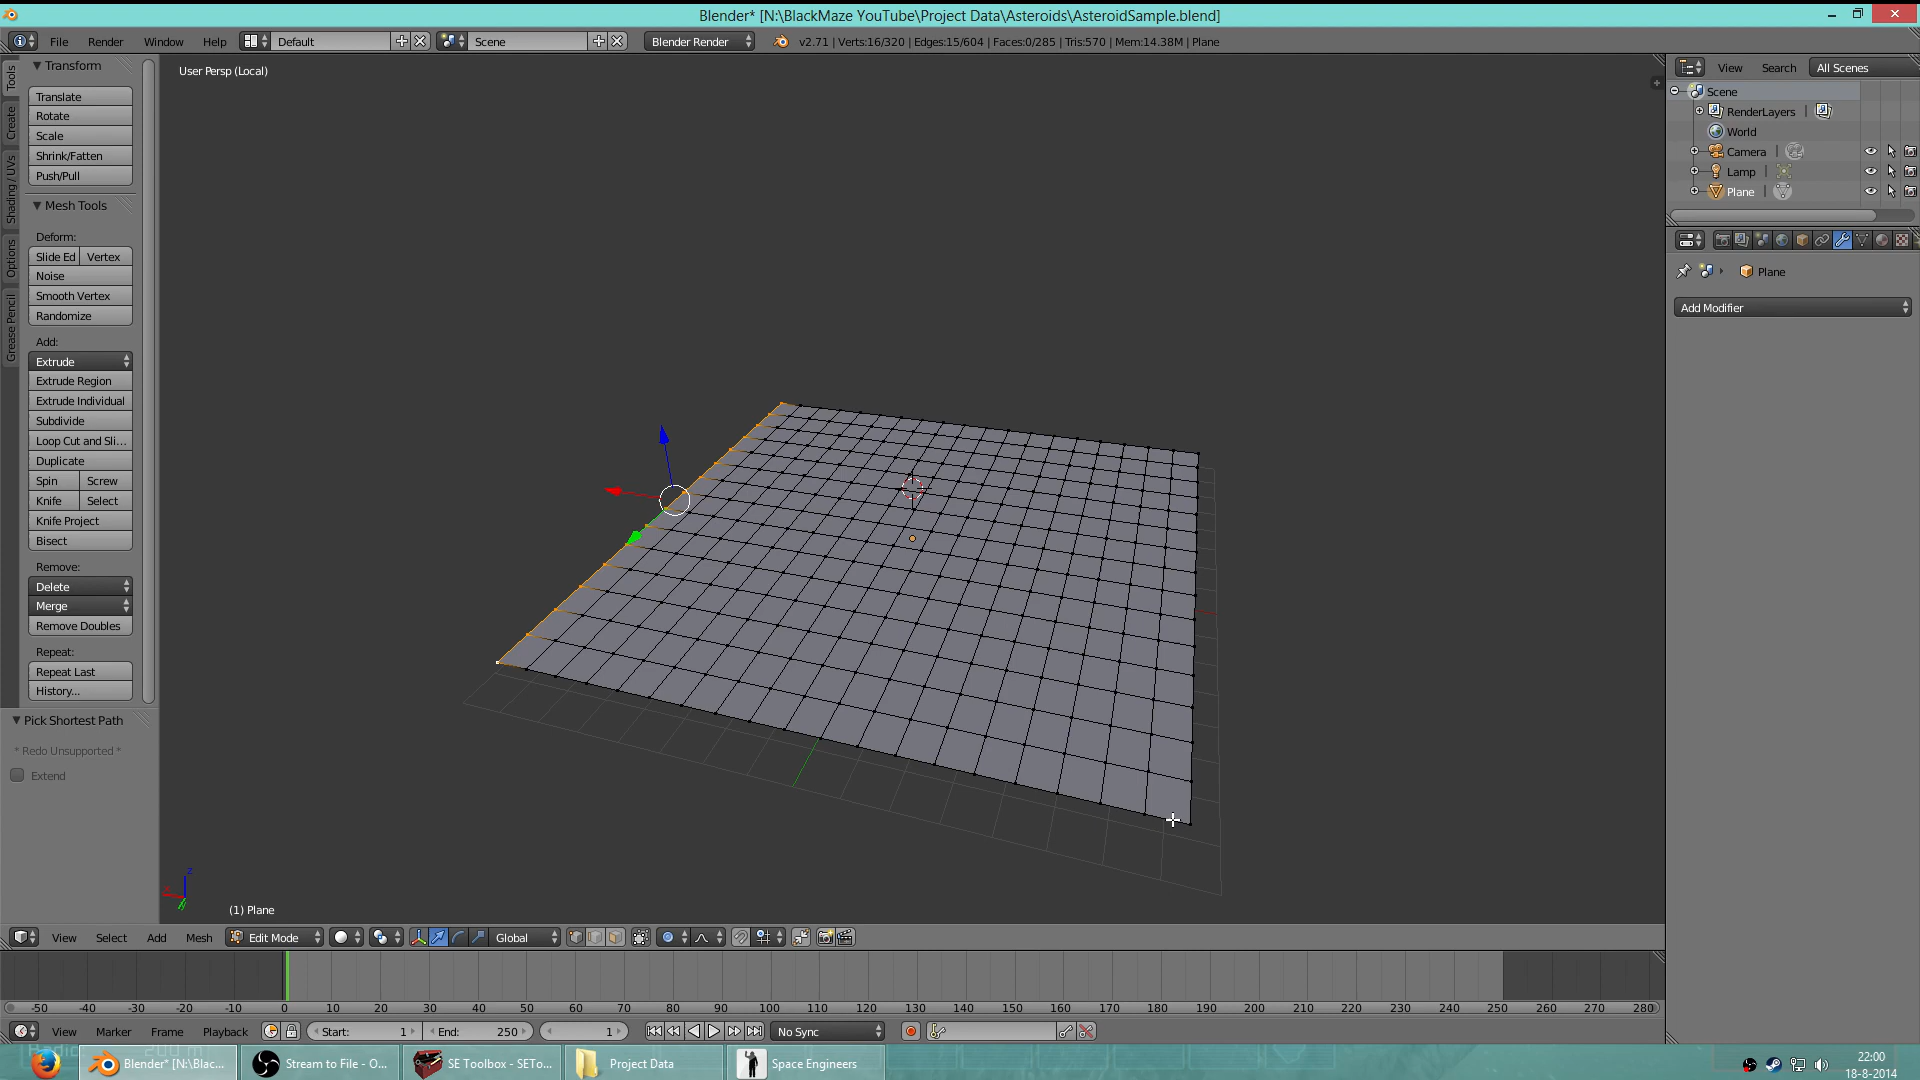 Blender* [N:\BlackMaze YouTube\Project Data\Asteroids\AsteroidSample.blend]
File Render Window Help Default Scene Blender Render v2.71 | Verts:16/320 | Edges:15/604 | Faces:0/285 | Tris:570 | Mem:14.38M | Plane
Tools
Create
Shading / UVs
Options
Grease Pencil
Transform
Translate
Rotate
Scale
Shrink/Fatten
Push/Pull
Mesh Tools
Deform:
Slide Ed Vertex
Noise
Smooth Vertex
Randomize
Add:
Extrude
Extrude Region
Extrude Individual
Subdivide
Loop Cut and Sli...
Duplicate
Spin Screw
Knife Select
Knife Project
Bisect
Remove:
Delete
Merge
Remove Doubles
Repeat:
Repeat Last
History...
Pick Shortest Path
* Redo Unsupported *
Extend
User Persp (Local)
z
(1) Plane
View Search All Scenes
Scene
RenderLayers
World
Camera
Lamp
Plane
Plane
Add Modifier
View Select Add Mesh Edit Mode Global
-50 -40 -30 -20 -10 0 10 20 30 40 50 60 70 80 90 100 110 120 130 140 150 160 170 180 190 200 210 220 230 240 250 260 270 280
View Marker Frame Playback Start: 1 End: 250 1 No Sync
Blender* [N:\Blac... Stream to File - O... SE Toolbox - SETo... Project Data Space Engineers
22:00
18-8-2014